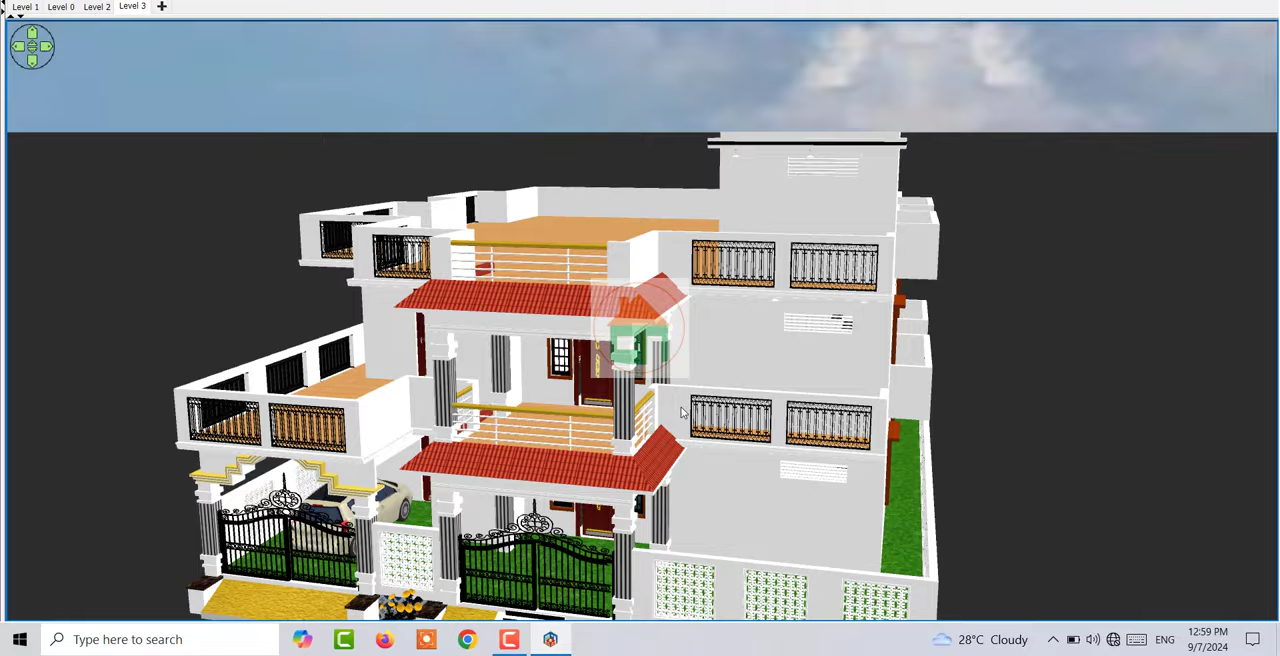 Level 1 Level 0 Level 2 Level 3
Type here to search
28°C Cloudy
ENG
12:59 PM
9/7/2024